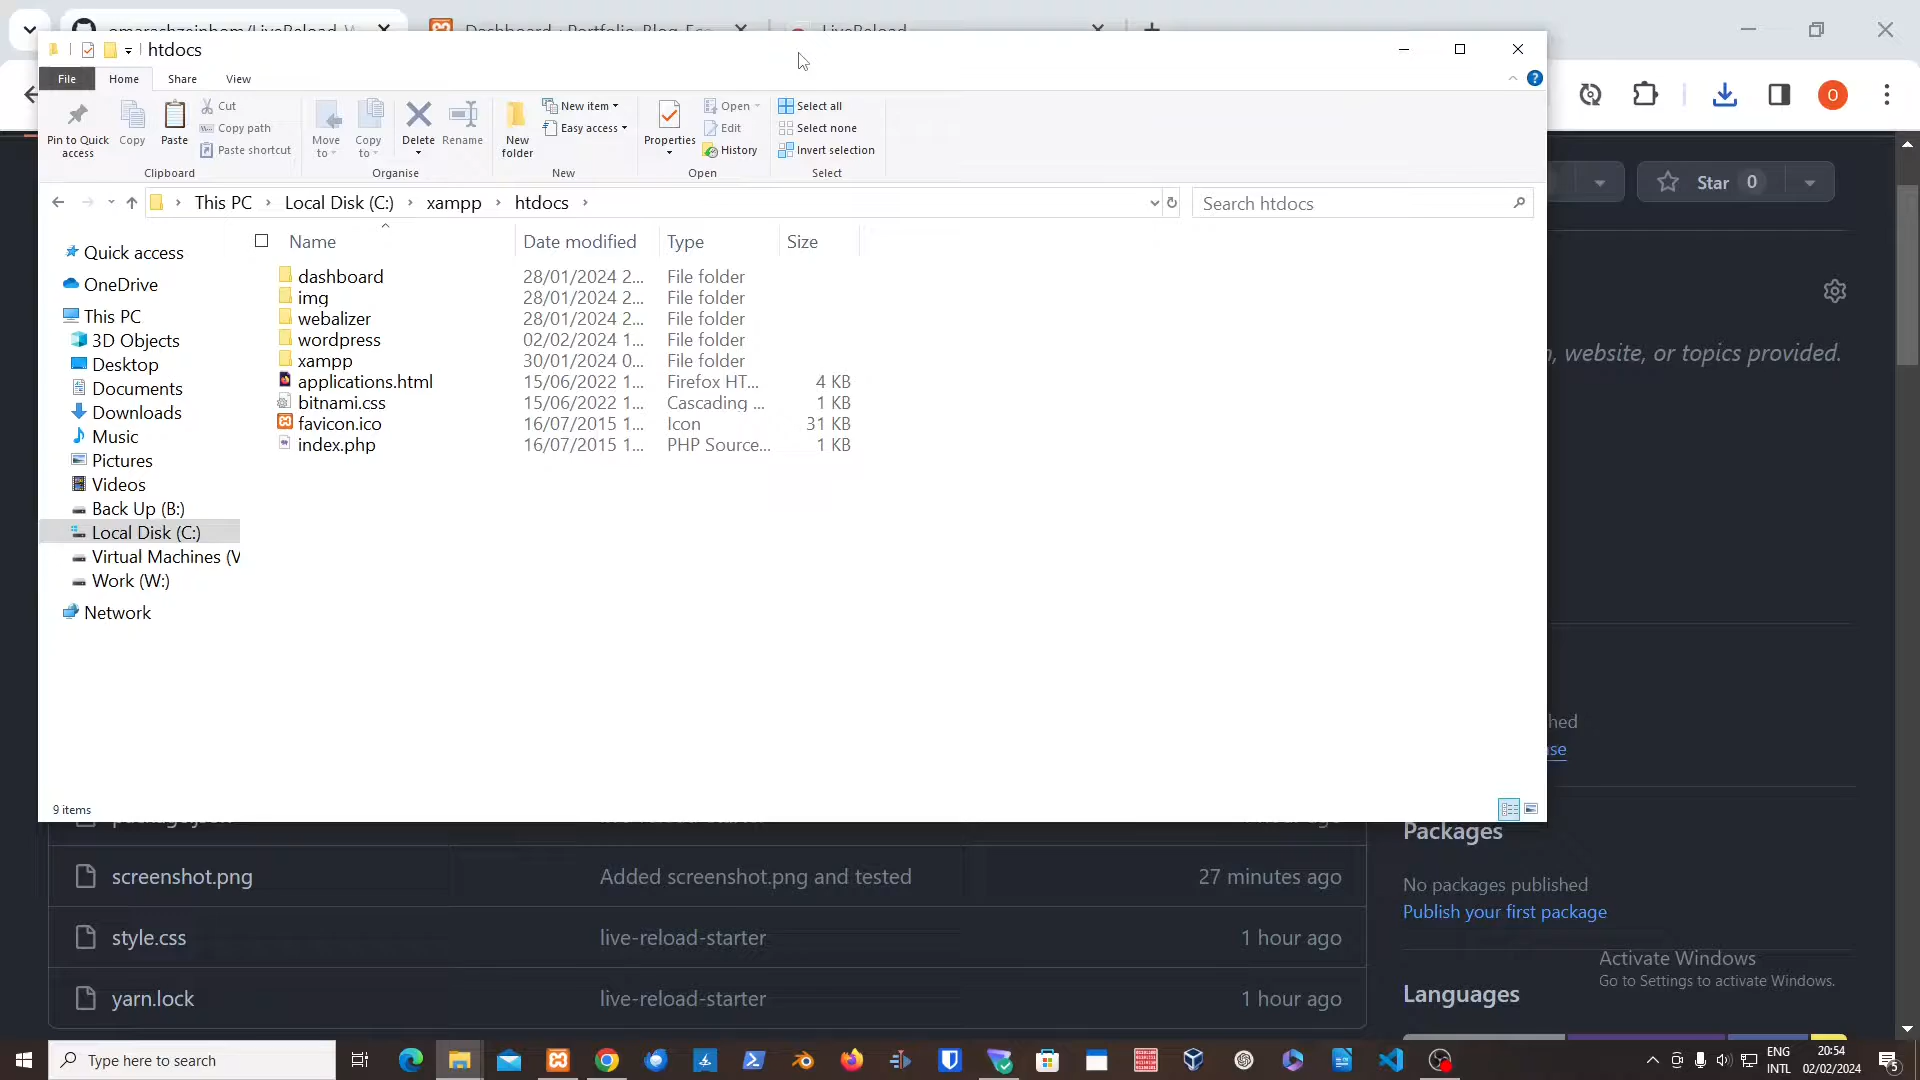 Dashboard
LiveReload
htdocs
File
Home
Share
View
Pin to Quick access
Copy
Paste
Cut
Copy path
Paste shortcut
Move to
Copy to
Delete
Rename
New folder
New item
Easy access
Properties
Open
Edit
History
Select all
Select none
Invert selection
Clipboard
Organise
New
Open
Select
O
Star 0
This PC
Local Disk (C:)
xampp
htdocs
Search htdocs
Name
Date modified
Type
Size
Quick access
OneDrive
This PC
3D Objects
Desktop
Documents
Downloads
Music
Pictures
Videos
Back Up (B:)
Local Disk (C:)
Virtual Machines (V
Work (W:)
Network
dashboard 28/01/2024 2... File folder
img 28/01/2024 2... File folder
webalizer 28/01/2024 2... File folder
wordpress 02/02/2024 1... File folder
xampp 30/01/2024 0... File folder
applications.html 15/06/2022 1... Firefox HT... 4 KB
bitnami.css 15/06/2022 1... Cascading ... 1 KB
favicon.ico 16/07/2015 1... Icon 31 KB
index.php 16/07/2015 1... PHP Source... 1 KB
, website, or topics provided.
hed
se
9 items
screenshot.png Added screenshot.png and tested 27 minutes ago
style.css live-reload-starter 1 hour ago
yarn.lock live-reload-starter 1 hour ago
Packages
No packages published
Publish your first package
Languages
Activate Windows
Go to Settings to activate Windows.
Type here to search
ENG
INTL
20:54
02/02/2024
5